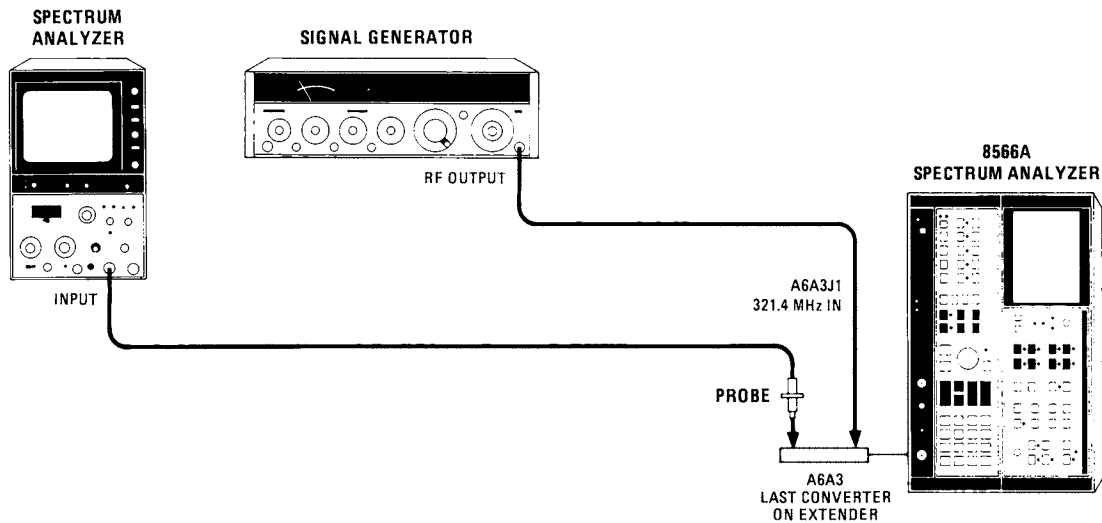 SPECTRUM
ANALYZER
SIGNAL GENERATOR
RF OUTPUT
8566A
SPECTRUM ANALYZER
INPUT
A6A3J1
321.4 MHz IN
PROBE
A6A3
LAST CONVERTER
ON EXTENDER